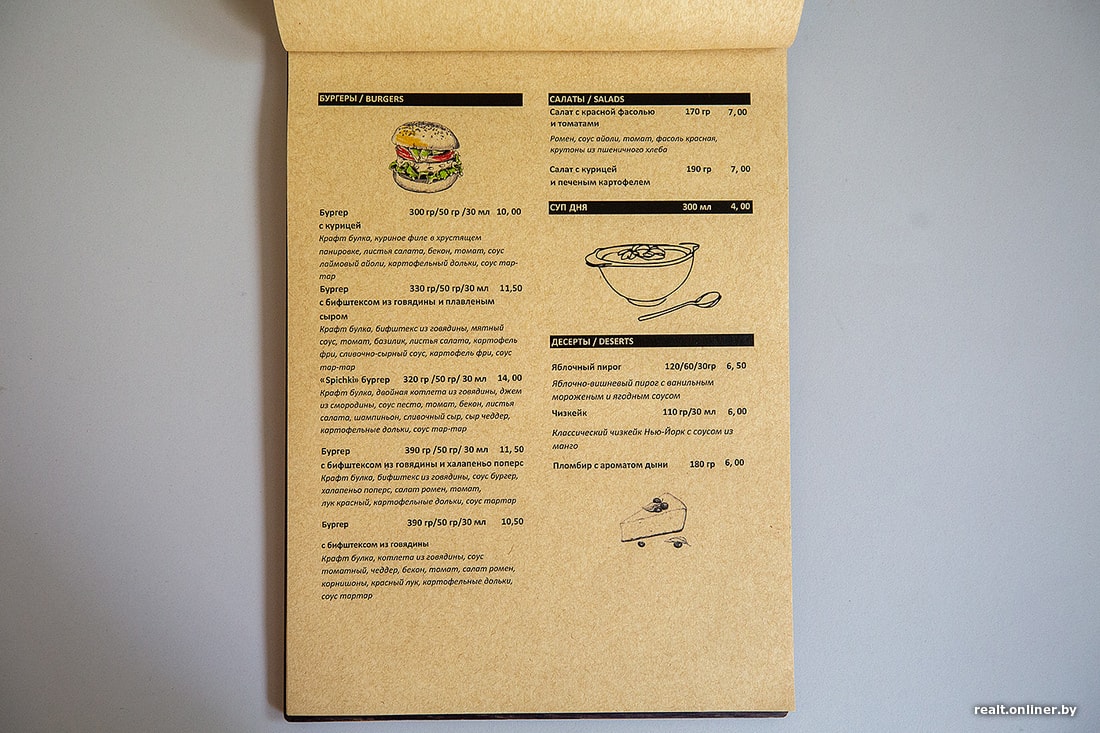 БУРГЕРЫ / BURGERS
Бургер 300 гр/50 гр /30 мл 10, 00
с курицей
Крафт булка, куриное филе в хрустящем
панировке, листья салата, бекон, томат, соус
лаймовый айоли, картофельный дольки, соус тар-
тар
Бургер 330 гр/50 гр/30 мл 11,50
с бифштексом из говядины и плавленым
сыром
Крафт булка, бифштекс из говядины, мятный
соус, томат, базилик, листья салата, картофель
фри, сливочно-сырный соус, картофель фри, соус
тар-тар
«Spichki» бургер 320 гр /50 гр/ 30 мл 14, 00
Крафт булка, двойная котлета из говядины, джем
из смородины, соус песто, томат, бекон, листья
салата, шампиньон, сливочный сыр, сыр чеддер,
картофельные дольки, соус тар-тар
Бургер 390 гр /50 гр/ 30 мл 11, 50
с бифштексом из говядины и халапеньо поперс
Крафт булка, бифштекс из говядины, соус бургер,
халапеньо поперс, салат ромен, томат,
лук красный, картофельные дольки, соус тартар
Бургер 390 гр/50 гр/30 мл 10,50
с бифштексом из говядины
Крафт булка, котлета из говядины, соус
томатный, чеддер, бекон, томат, салат ромен,
корнишоны, красный лук, картофельные дольки,
соус тартар
САЛАТЫ / SALADS
Салат с красной фасолью 170 гр 7,00
и томатами
Ромен, соус айоли, томат, фасоль красная,
крутоны из пшеничного хлеба
Салат с курицей 190 гр 7, 00
и печеным картофелем
СУП ДНЯ 300 мл 4, 00
ДЕСЕРТЫ / DESERTS
Яблочный пирог 120/60/30гр 6, 50
Яблочно-вишневый пирог с ванильным
мороженым и ягодным соусом
Чизкейк 110 гр/30 мл 6, 00
Классический чизкейк Нью-Йорк с соусом из
манго
Пломбир с ароматом дыни 180 гр 6, 00
realt.onliner.by